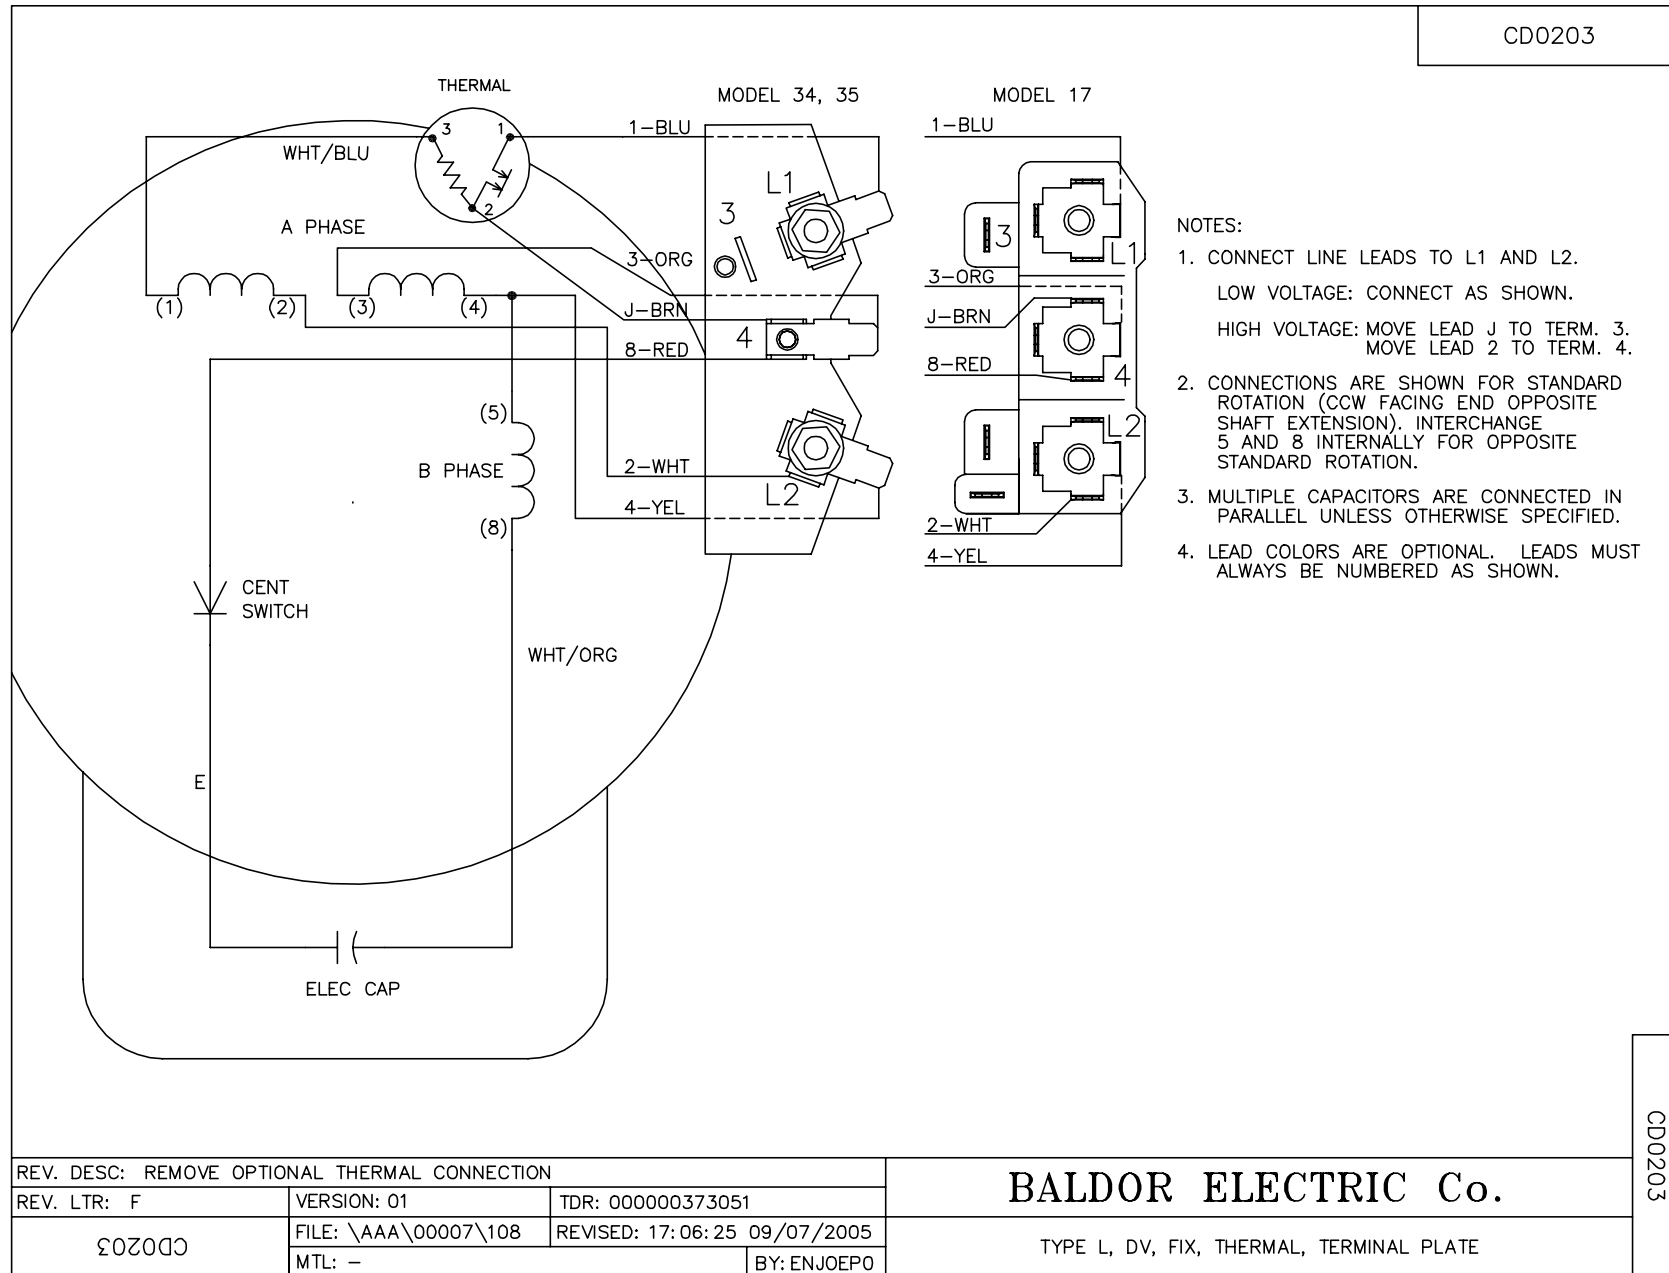 CD0203
THERMAL
MODEL 34, 35
MODEL 17
3
1
2
WHT/BLU
1-BLU
1-BLU
A PHASE
L1
3
3-ORG
(1)
(2)
(3)
(4)
J-BRN
4
8-RED
3
L1
3-ORG
J-BRN
8-RED
4
L2
(5)
B PHASE
(8)
2-WHT
L2
4-YEL
2-WHT
4-YEL
CENT
SWITCH
WHT/ORG
E
ELEC CAP
NOTES:
1. CONNECT LINE LEADS TO L1 AND L2.
LOW VOLTAGE: CONNECT AS SHOWN.
HIGH VOLTAGE: MOVE LEAD J TO TERM. 3.
MOVE LEAD 2 TO TERM. 4.
2. CONNECTIONS ARE SHOWN FOR STANDARD
ROTATION (CCW FACING END OPPOSITE
SHAFT EXTENSION). INTERCHANGE
5 AND 8 INTERNALLY FOR OPPOSITE
STANDARD ROTATION.
3. MULTIPLE CAPACITORS ARE CONNECTED IN
PARALLEL UNLESS OTHERWISE SPECIFIED.
4. LEAD COLORS ARE OPTIONAL. LEADS MUST
ALWAYS BE NUMBERED AS SHOWN.
CD0203
REV. DESC: REMOVE OPTIONAL THERMAL CONNECTION
REV. LTR: F
VERSION: 01
TDR: 000000373051
CD0203
FILE: \AAA\00007\108
REVISED: 17:06:25 09/07/2005
MTL: -
BY: ENJOEPO
BALDOR ELECTRIC Co.
TYPE L, DV, FIX, THERMAL, TERMINAL PLATE